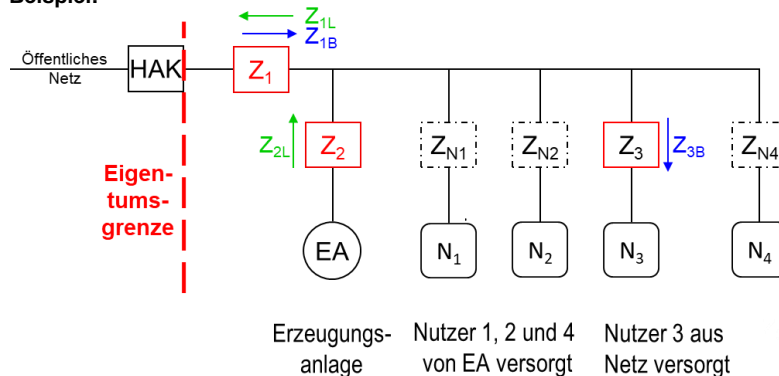 Beispiel:
Z1L
Z1B
Öffentliches
Netz
HAK
Z1
Z2L
Z2
ZN1
ZN2
Z3
Z3B
ZN4
Eigen-
tums-
grenze
EA
N1
N2
N3
N4
Erzeugungs-
anlage
Nutzer 1, 2 und 4
von EA versorgt
Nutzer 3 aus
Netz versorgt